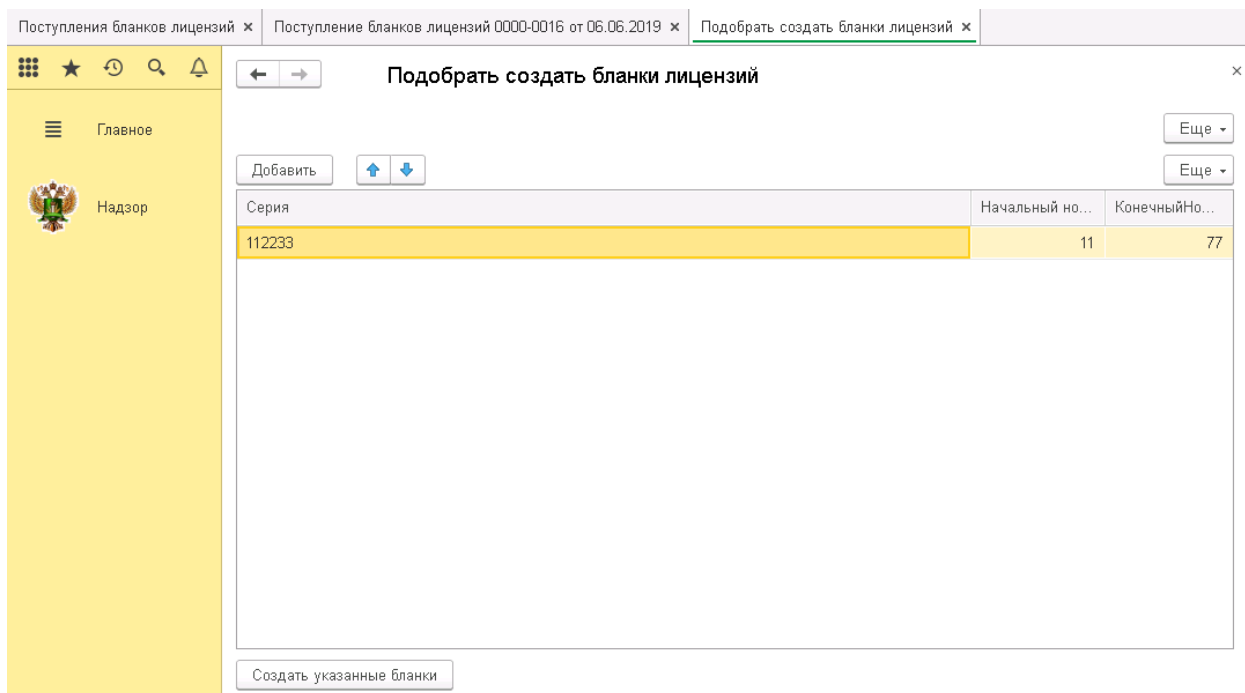 Поступления бланков лицензий × Поступление бланков лицензий 0000-0016 от 06.06.2019 × Подобрать создать бланки лицензий ×
Подобрать создать бланки лицензий
Главное
Еще
Добавить Еще
Надзор
Серия Начальный но... КонечныйНо...
112233 11 77
Создать указанные бланки